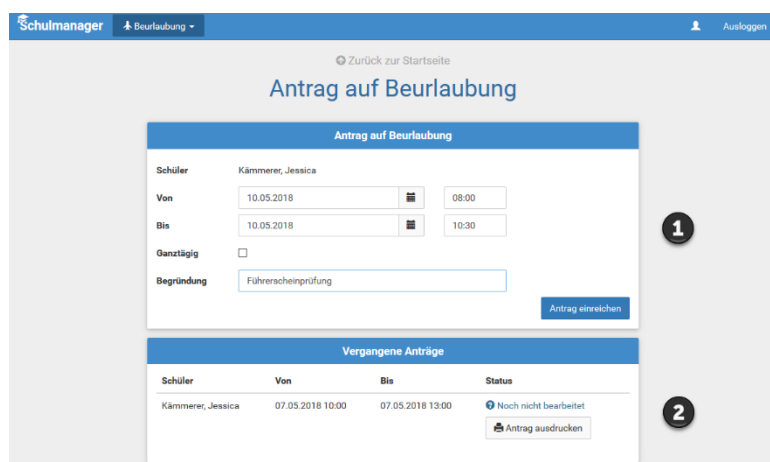 Schulmanager Beurlaubung Ausloggen
Zurück zur Startseite
Antrag auf Beurlaubung
Antrag auf Beurlaubung
Schüler Kämmerer, Jessica
Von 10.05.2018 08:00
Bis 10.05.2018 10:30
1
Ganztägig
Begründung Führerscheinprüfung
Antrag einreichen
Vergangene Anträge
Schüler Von Bis Status
Kämmerer, Jessica 07.05.2018 10:00 07.05.2018 13:00 Noch nicht bearbeitet
2
Antrag ausdrucken